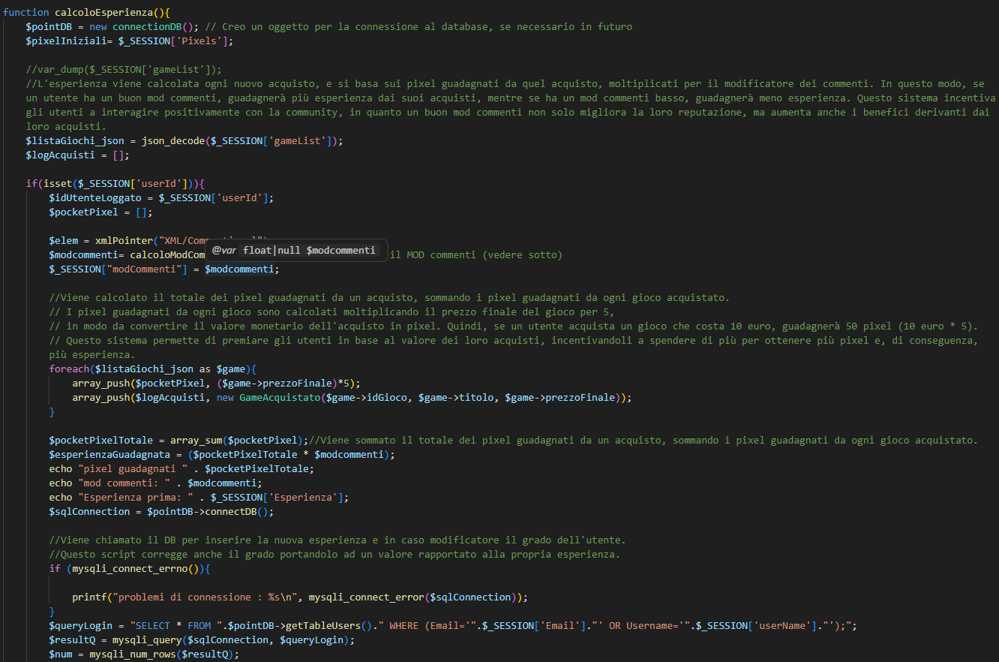 function calcoloEsperienza(){
$pointDB = new connectionDB(); // Creo un oggetto per la connessione al database, se necessario in futuro
$pixelIniziali= $_SESSION['Pixels'];
//var_dump($_SESSION['gameList']);
//L'esperienza viene calcolata ogni nuovo acquisto, e si basa sui pixel guadagnati da quel acquisto, moltiplicati per il modificatore dei commenti. In questo modo, se
un utente ha un buon mod commenti, guadagnerà più esperienza dai suoi acquisti, mentre se ha un mod commenti basso, guadagnerà meno esperienza. Questo sistema incentiva
gli utenti a interagire positivamente con la community, in quanto un buon mod commenti non solo migliora la loro reputazione, ma aumenta anche i benefici derivanti dai
loro acquisti.
$listaGiochi_json = json_decode($_SESSION['gameList']);
$logAcquisti = [];
if(isset($_SESSION['userId'])){
$idUtenteLoggato = $_SESSION['userId'];
$pocketPixel = [];
$elem = xmlPointer("XML/Com
$modcommenti= calcoloModCom il MOD commenti (vedere sotto)
@var float|null $modcommenti
$_SESSION["modCommenti"] = $modcommenti;
//Viene calcolato il totale dei pixel guadagnati da un acquisto, sommando i pixel guadagnati da ogni gioco acquistato.
// I pixel guadagnati da ogni gioco sono calcolati moltiplicando il prezzo finale del gioco per 5,
// in modo da convertire il valore monetario dell'acquisto in pixel. Quindi, se un utente acquista un gioco che costa 10 euro, guadagnerà 50 pixel (10 euro * 5).
// Questo sistema permette di premiare gli utenti in base al valore dei loro acquisti, incentivandoli a spendere di più per ottenere più pixel e, di conseguenza,
più esperienza.
foreach($listaGiochi_json as $game){
array_push($pocketPixel, ($game->prezzoFinale)*5);
array_push($logAcquisti, new GameAcquistato($game->idGioco, $game->titolo, $game->prezzoFinale));
}
$pocketPixelTotale = array_sum($pocketPixel);//Viene sommato il totale dei pixel guadagnati da un acquisto, sommando i pixel guadagnati da ogni gioco acquistato.
$esperienzaGuadagnata = ($pocketPixelTotale * $modcommenti);
echo "pixel guadagnati " . $pocketPixelTotale;
echo "mod commenti: " . $modcommenti;
echo "Esperienza prima: " . $_SESSION['Esperienza'];
$sqlConnection = $pointDB->connectDB();
//Viene chiamato il DB per inserire la nuova esperienza e in caso modificatore il grado dell'utente.
//Questo script corregge anche il grado portandolo ad un valore rapportato alla propria esperienza.
if (mysqli_connect_errno()){
printf("problemi di connessione : %s\n", mysqli_connect_error($sqlConnection));
}
$queryLogin = "SELECT * FROM ".$pointDB->getTableUsers()." WHERE (Email='".$_SESSION['Email']."' OR Username='".$_SESSION['userName']."');";
$resultQ = mysqli_query($sqlConnection, $queryLogin);
$num = mysqli_num_rows($resultQ);